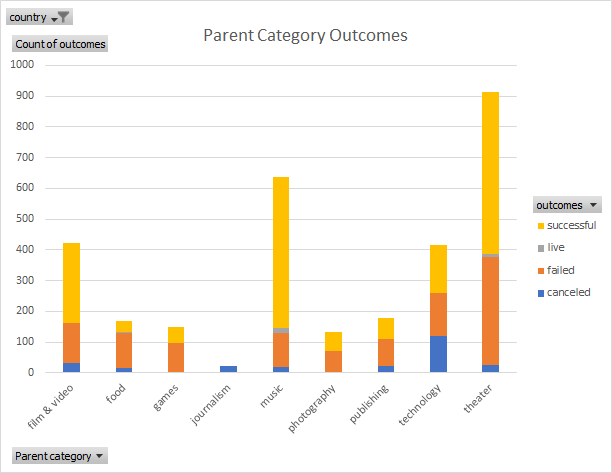 country
Count of outcomes
Parent Category Outcomes
1000
900
800
700
600
500
400
300
200
100
0
film & video
food
games
journalism
music
photography
publishing
technology
theater
outcomes
successful
live
failed
canceled
Parent category